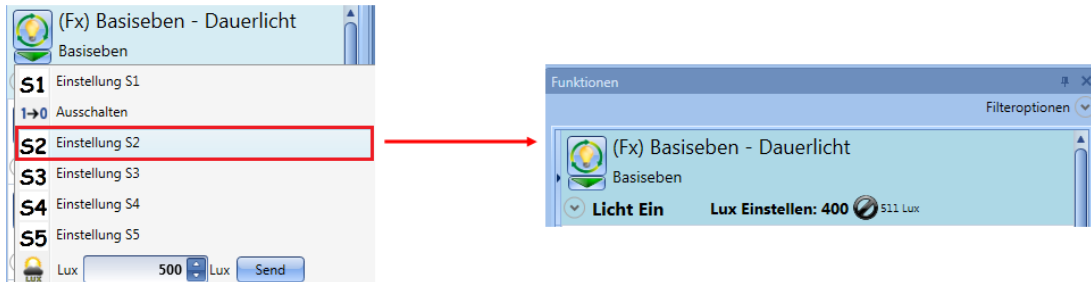 (Fx) Basiseben - Dauerlicht
Basiseben
S1 Einstellung S1
1→0 Ausschalten
S2 Einstellung S2
S3 Einstellung S3
S4 Einstellung S4
S5 Einstellung S5
LUX Lux 500 Lux Send
Funktionen
Filteroptionen
(Fx) Basiseben - Dauerlicht
Basiseben
Licht Ein Lux Einstellen: 400 511 Lux